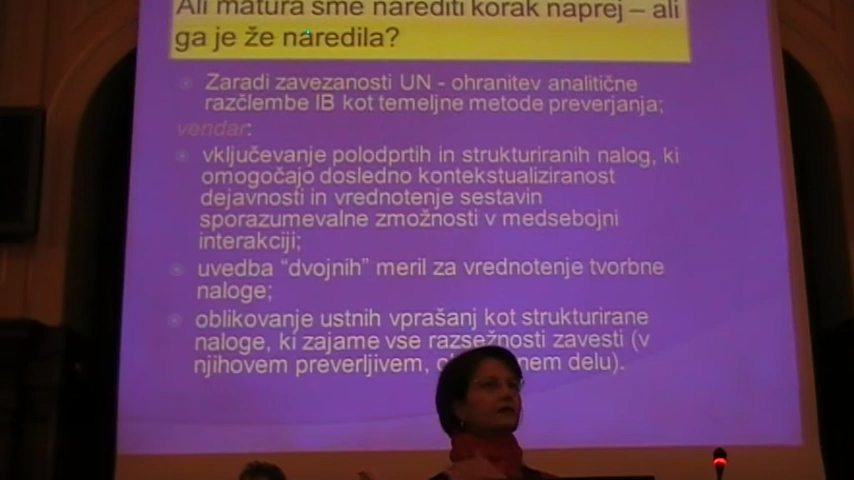 Ali matura sme narediti korak naprej – ali
ga je že naredila?
Zaradi zavezanosti UN - ohranitev analitične
razčlembe IB kot temeljne metode preverjanja;
vendar:
vključevanje polodprtih in strukturiranih nalog, ki
omogočajo dosledno kontekstualiziranost
dejavnosti in vrednotenje sestavin
sporazumevalne zmožnosti v medsebojni
interakciji;
uvedba "dvojnih" meril za vrednotenje tvorbne
naloge;
oblikovanje ustnih vprašanj kot strukturirane
naloge, ki zajame vse razsežnosti zavesti (v
njihovem preverljivem, delu).